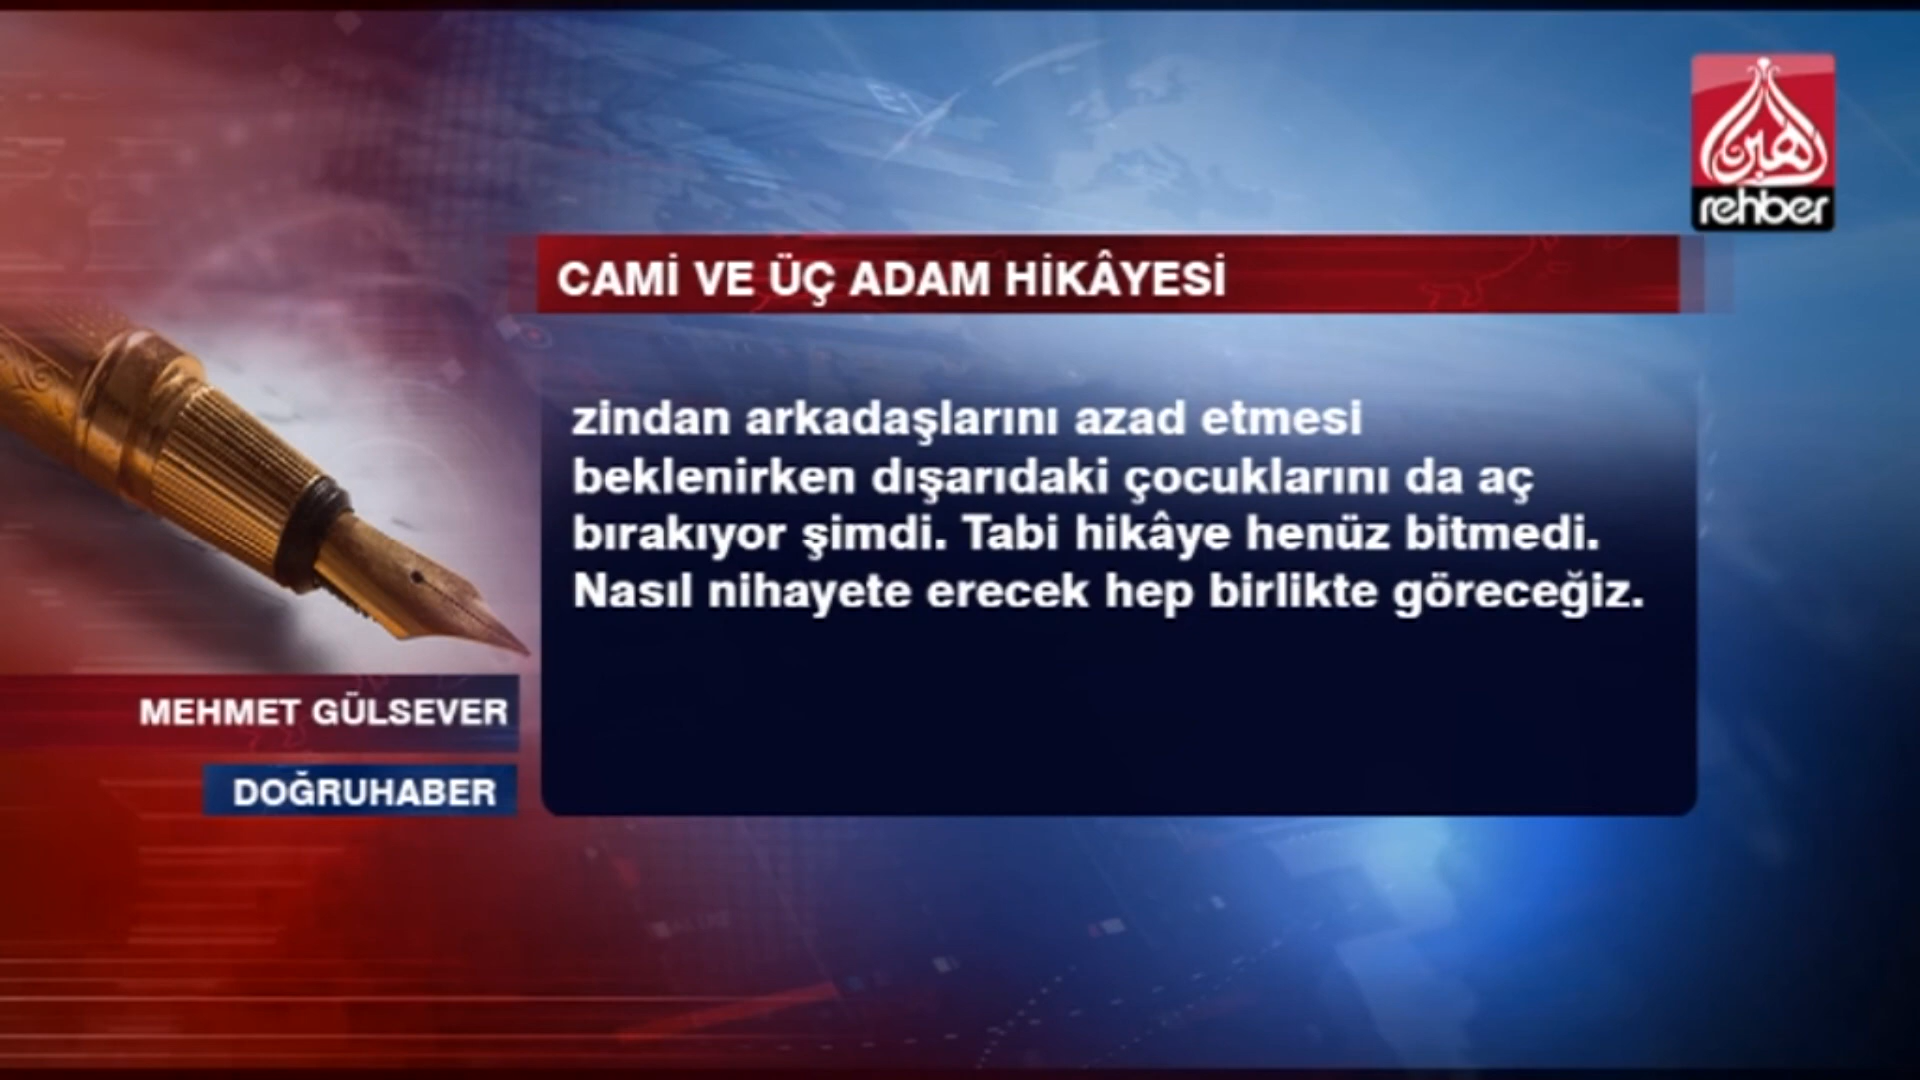 رهبر
rehber
CAMİ VE ÜÇ ADAM HİKÂYESİ
zindan arkadaşlarını azad etmesi
beklenirken dışarıdaki çocuklarını da aç
bırakıyor şimdi. Tabi hikâye henüz bitmedi.
Nasıl nihayete erecek hep birlikte göreceğiz.
MEHMET GÜLSEVER
DOĞRUHABER